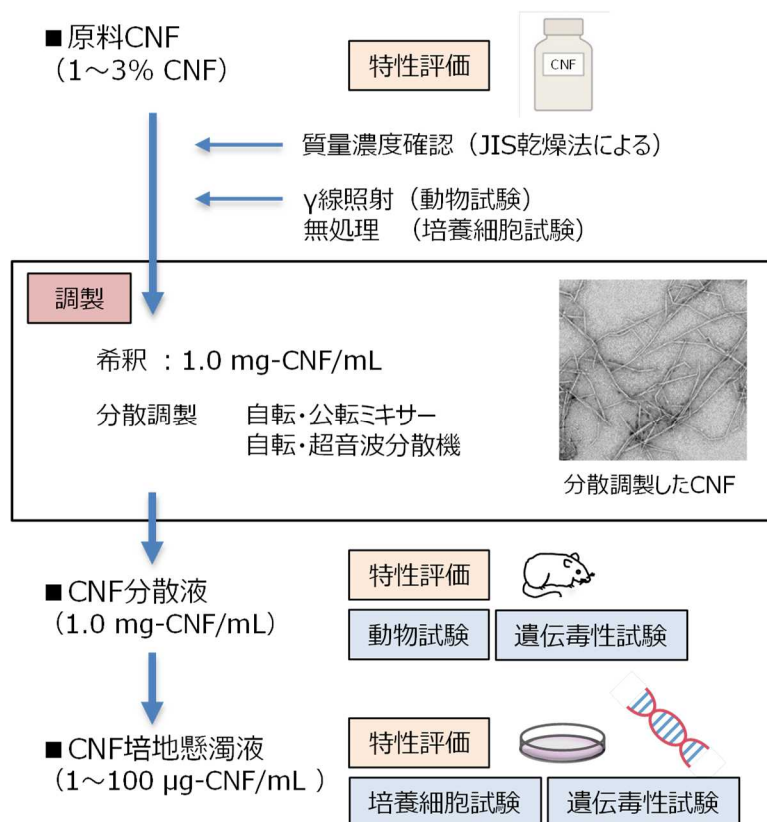 ■原料CNF
（1～3% CNF）
特性評価
CNF
質量濃度確認（JIS乾燥法による）
γ線照射（動物試験）
無処理　（培養細胞試験）
調製
希釈 ：1.0 mg-CNF/mL
分散調製　自転・公転ミキサー
自転・超音波分散機
分散調製したCNF
■CNF分散液
（1.0 mg-CNF/mL）
特性評価
動物試験
遺伝毒性試験
■CNF培地懸濁液
（1～100 μg-CNF/mL ）
特性評価
培養細胞試験
遺伝毒性試験